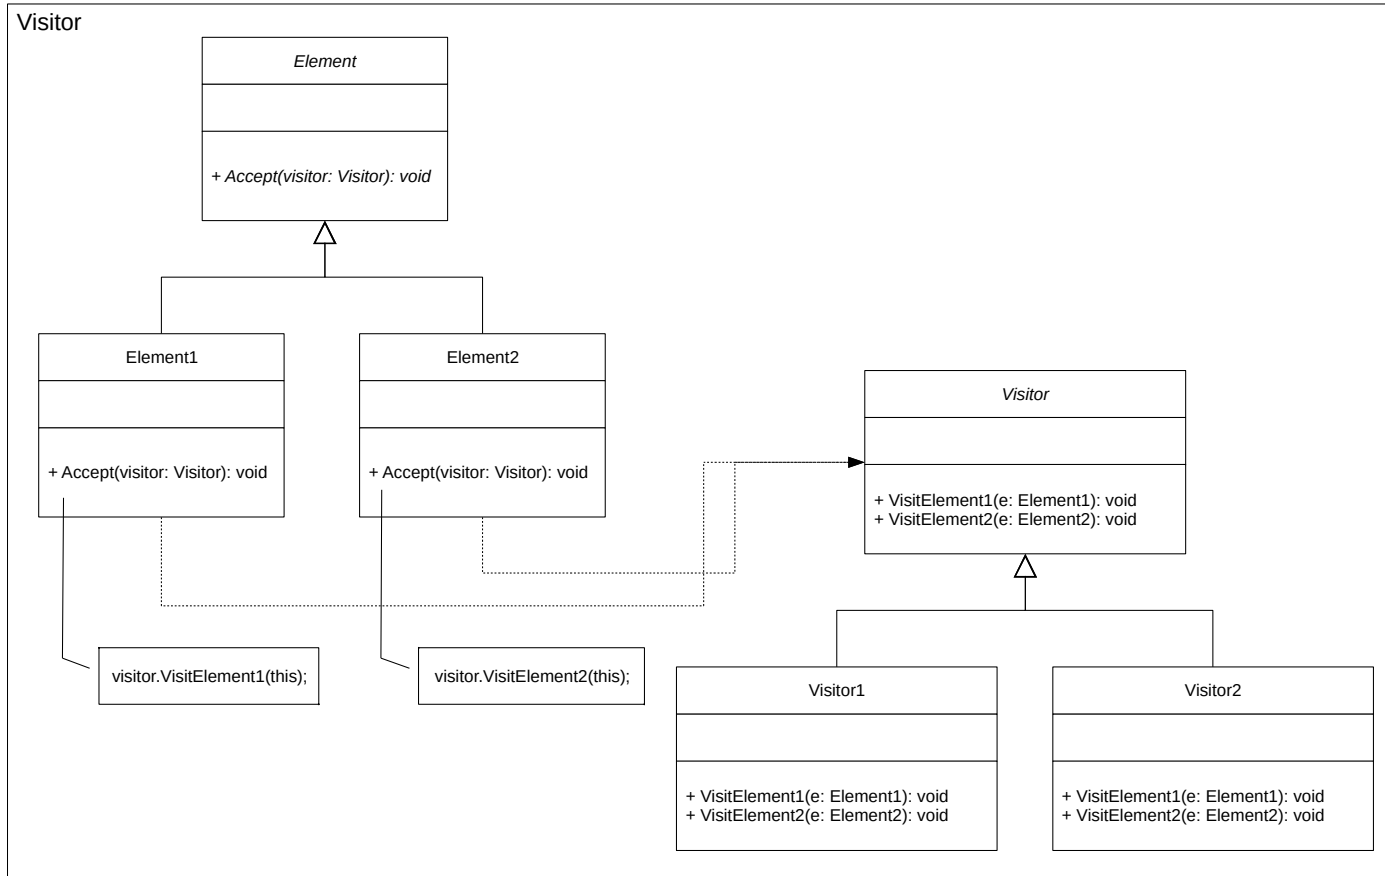 Visitor
Element
+ Accept(visitor: Visitor): void
Element1
+ Accept(visitor: Visitor): void
Element2
+ Accept(visitor: Visitor): void
Visitor
+ VisitElement1(e: Element1): void
+ VisitElement2(e: Element2): void
visitor.VisitElement1(this);
visitor.VisitElement2(this);
Visitor1
+ VisitElement1(e: Element1): void
+ VisitElement2(e: Element2): void
Visitor2
+ VisitElement1(e: Element1): void
+ VisitElement2(e: Element2): void